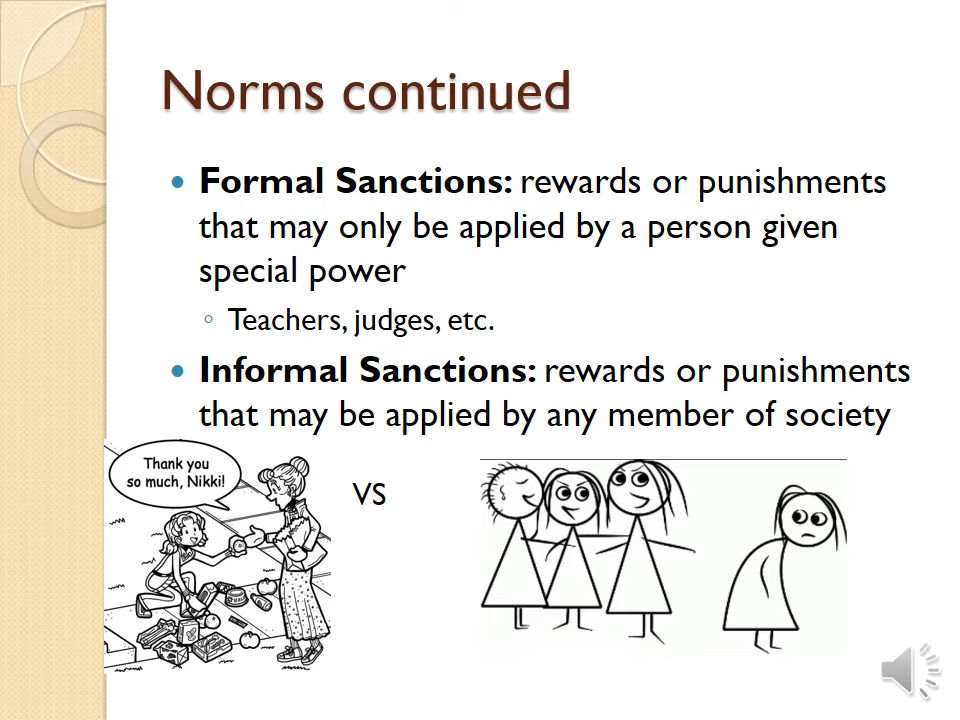 Norms continued
Formal Sanctions: rewards or punishments
that may only be applied by a person given
special power
Teachers, judges, etc.
Informal Sanctions: rewards or punishments
that may be applied by any member of society
Thank you
so much, Nikki!
VS